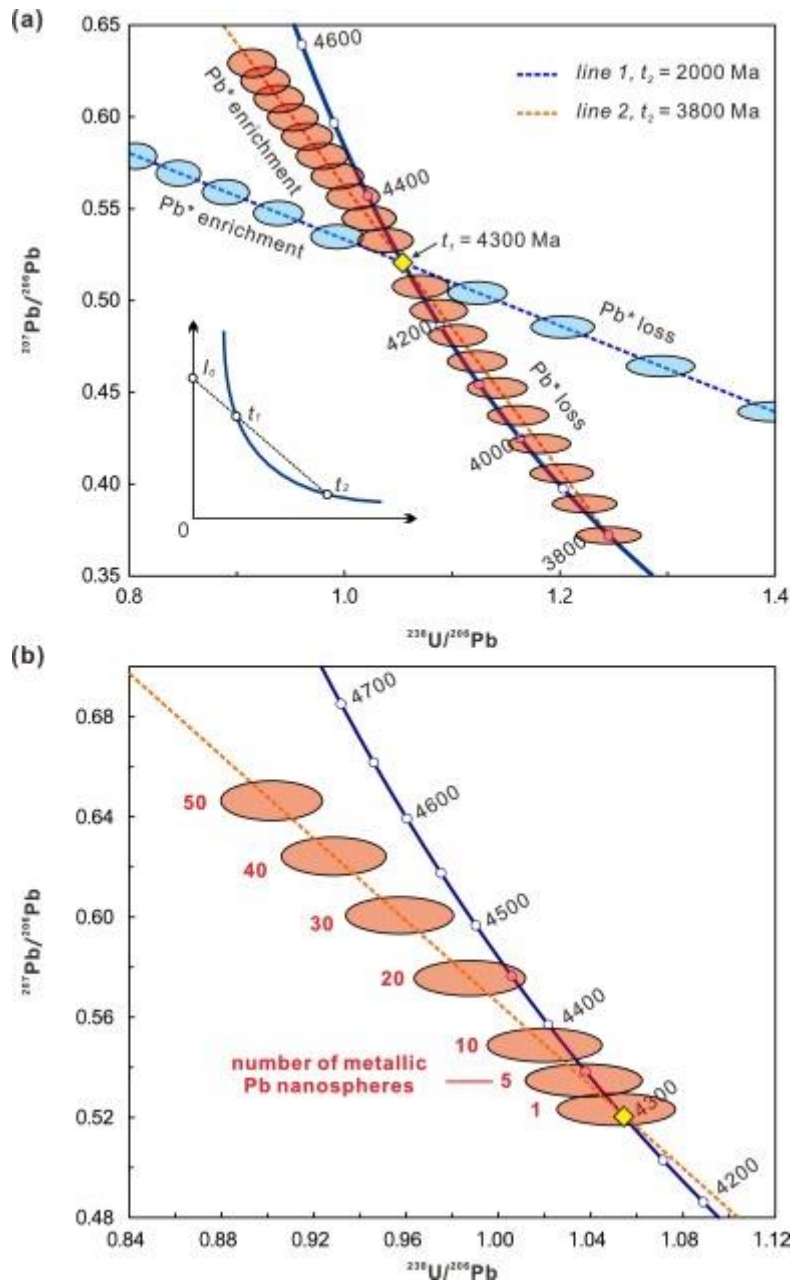 (a)
0.65
0.60
0.55
0.50
0.45
0.40
0.35
²⁰⁷Pb/²⁰⁶Pb
4600
4400
4200
4000
3800
Pb* enrichment
Pb* enrichment
Pb* loss
Pb* loss
line 1, t₂ = 2000 Ma
line 2, t₂ = 3800 Ma
t₁ = 4300 Ma
I₀
t₁
t₂
0
0.8 1.0 1.2 1.4
²³⁸U/²⁰⁶Pb
(b)
0.68
0.64
0.60
0.56
0.52
0.48
²⁰⁷Pb/²⁰⁶Pb
4700
4600
4500
4400
4300
4200
50
40
30
20
10
5
1
number of metallic
Pb nanospheres
0.84 0.88 0.92 0.96 1.00 1.04 1.08 1.12
²³⁸U/²⁰⁶Pb